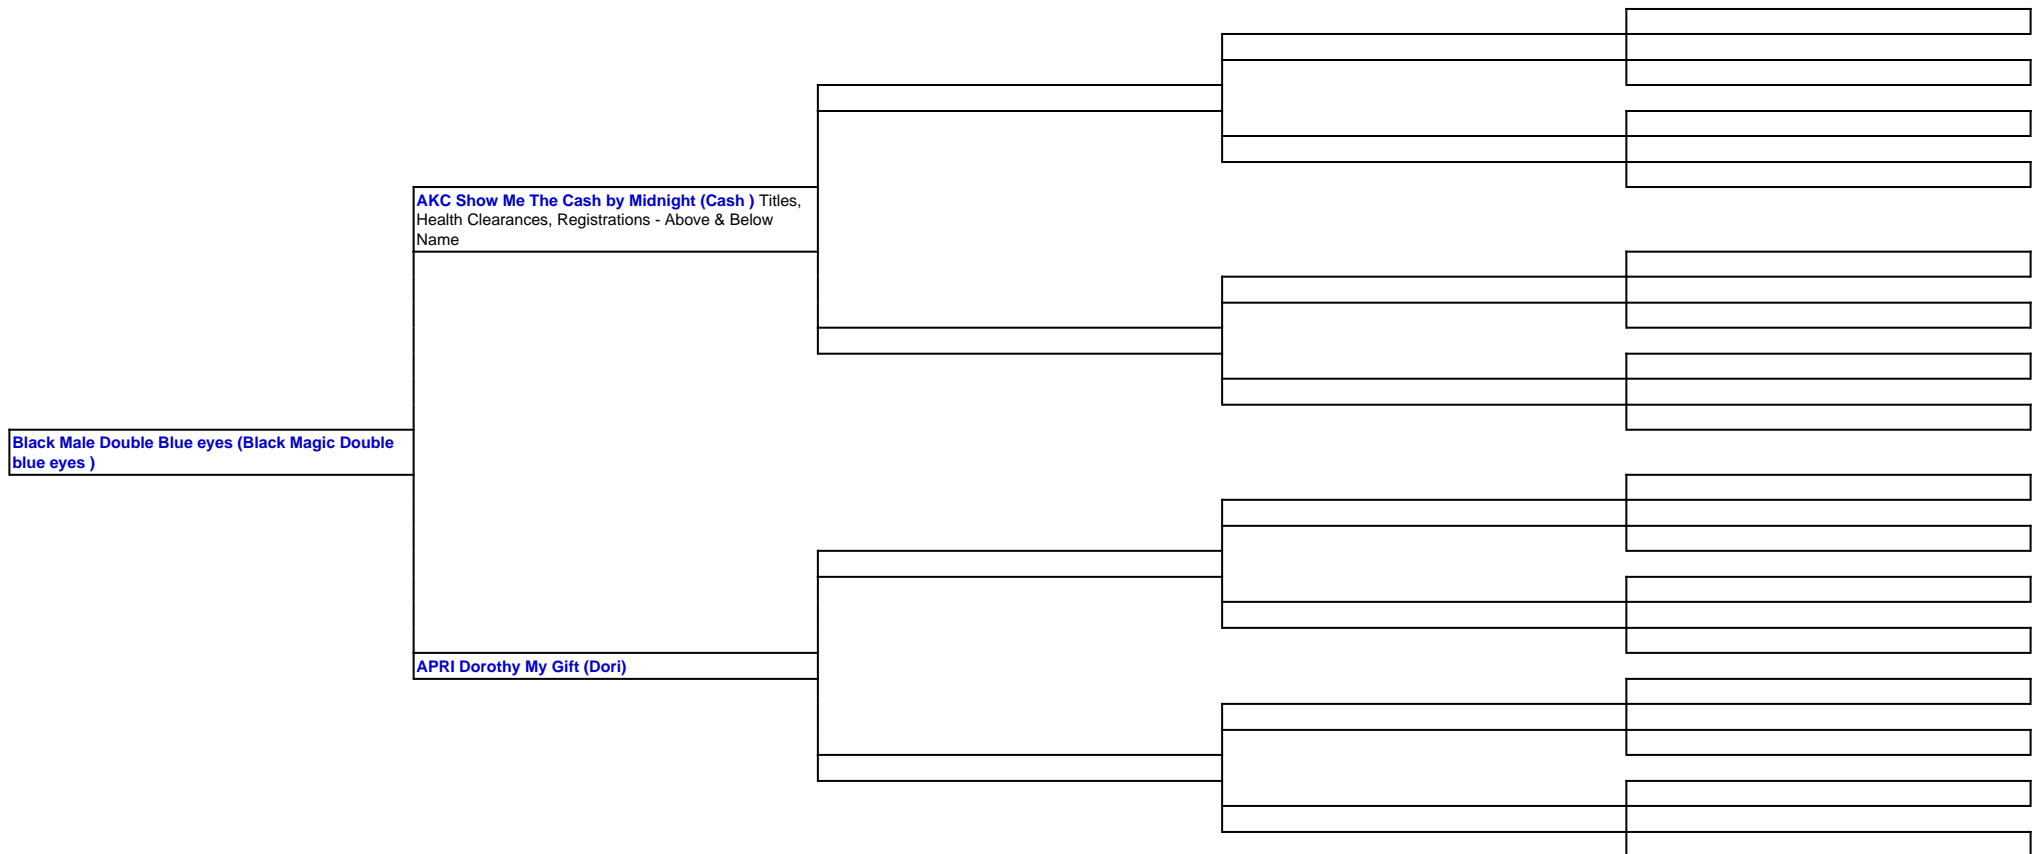 AKC Show Me The Cash by Midnight (Cash ) Titles,
Health Clearances, Registrations - Above & Below
Name
Black Male Double Blue eyes (Black Magic Double
blue eyes )
APRI Dorothy My Gift (Dori)